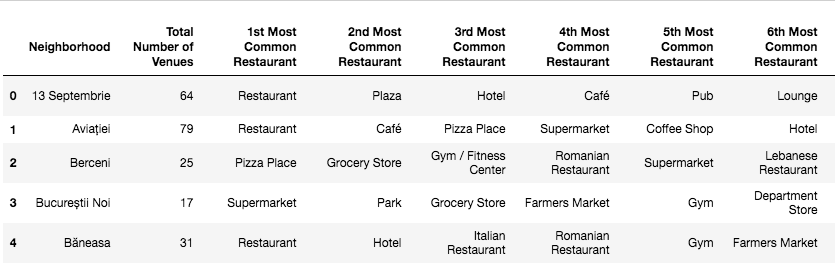 Neighborhood Total Number of Venues 1st Most Common Restaurant 2nd Most Common Restaurant 3rd Most Common Restaurant 4th Most Common Restaurant 5th Most Common Restaurant 6th Most Common Restaurant
0 13 Septembrie 64 Restaurant Plaza Hotel Café Pub Lounge
1 Aviației 79 Restaurant Café Pizza Place Supermarket Coffee Shop Hotel
2 Berceni 25 Pizza Place Grocery Store Gym / Fitness Center Romanian Restaurant Supermarket Lebanese Restaurant
3 Bucureștii Noi 17 Supermarket Park Grocery Store Farmers Market Gym Department Store
4 Băneasa 31 Restaurant Hotel Italian Restaurant Romanian Restaurant Gym Farmers Market